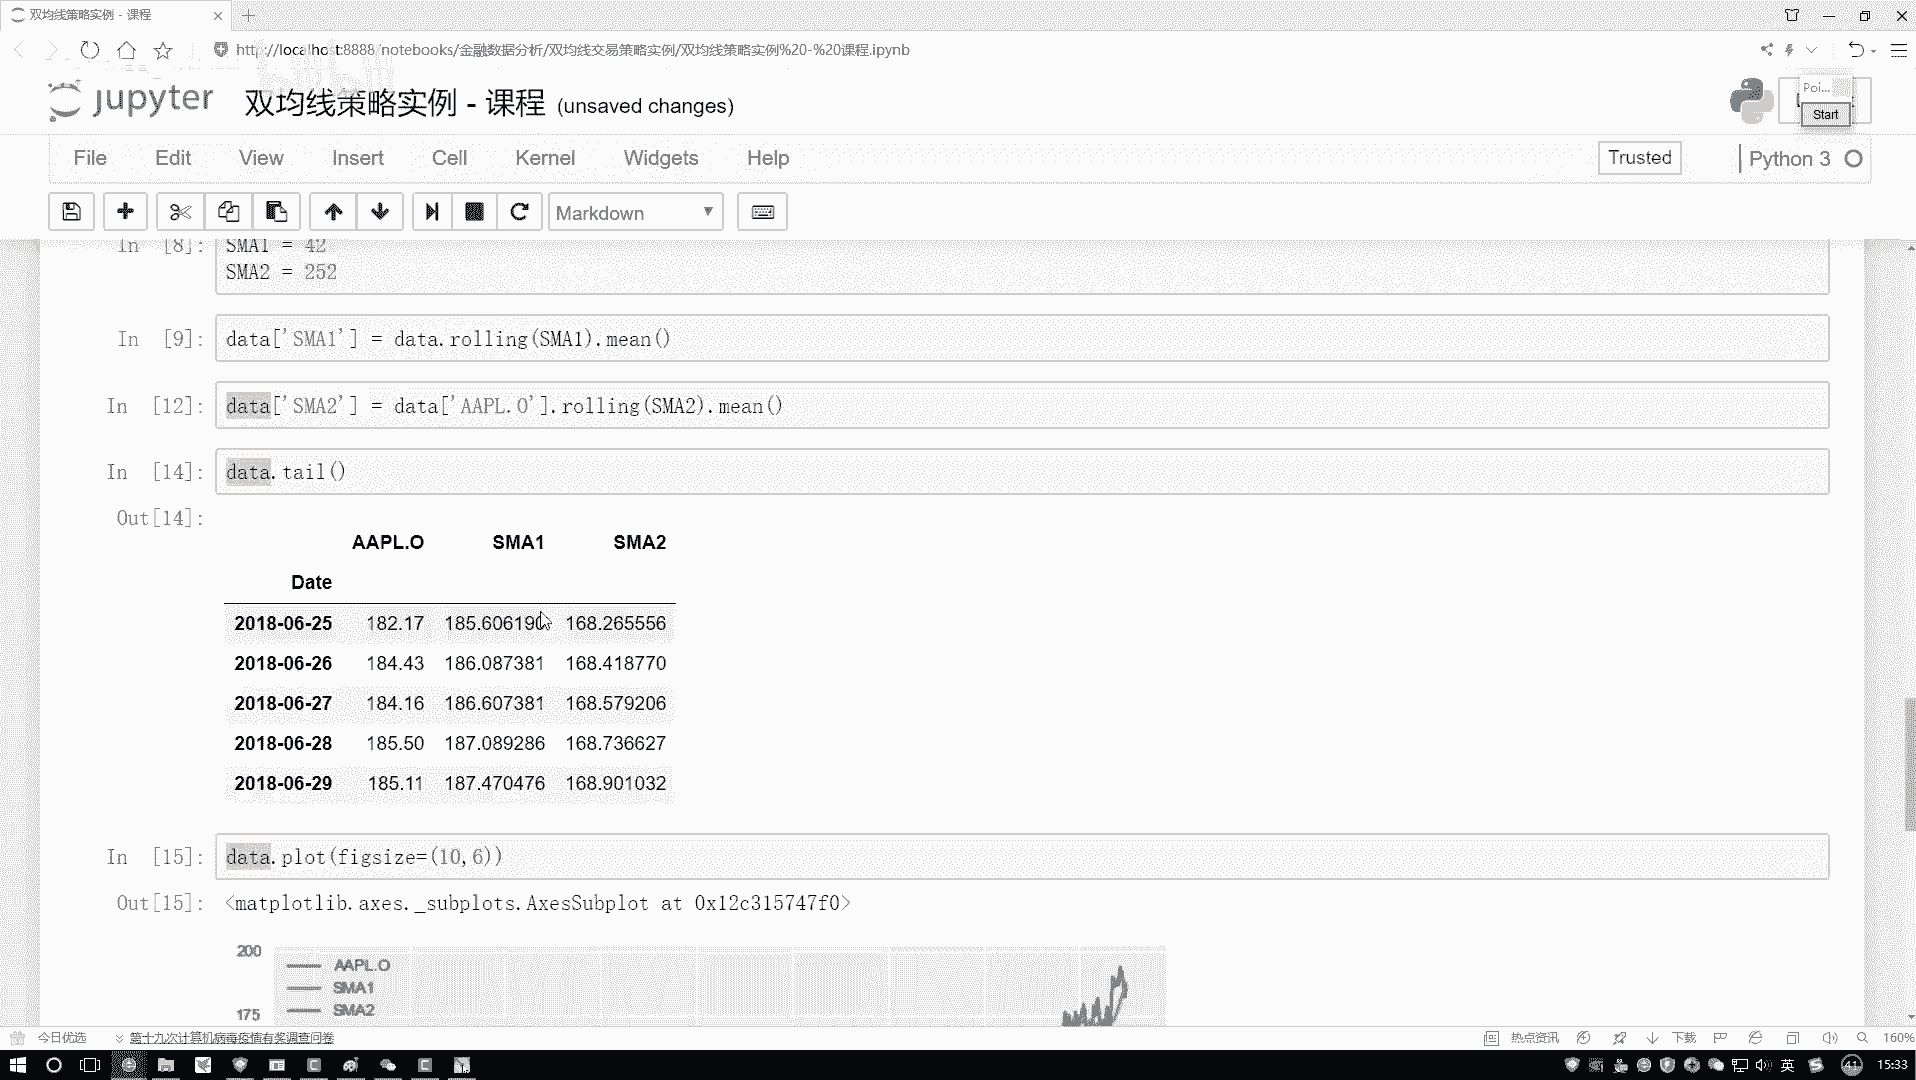 双均线策略实例 - 课程
http://localhost:8888/notebooks/金融数据分析/双均线交易策略实例/双均线策略实例%20-%20课程.ipynb
jupyter 双均线策略实例 - 课程 (unsaved changes)
Poi...
Start
File Edit View Insert Cell Kernel Widgets Help
Trusted
Python 3
Markdown
In [8]: SMA1 = 42
SMA2 = 252
In [9]: data['SMA1'] = data.rolling(SMA1).mean()
In [12]: data['SMA2'] = data['AAPL.O'].rolling(SMA2).mean()
In [14]: data.tail()
Out[14]:
AAPL.O SMA1 SMA2
Date
2018-06-25 182.17 185.606190 168.265556
2018-06-26 184.43 186.087381 168.418770
2018-06-27 184.16 186.607381 168.579206
2018-06-28 185.50 187.089286 168.736627
2018-06-29 185.11 187.470476 168.901032
In [15]: data.plot(figsize=(10,6))
Out[15]: <matplotlib.axes._subplots.AxesSubplot at 0x12c315747f0>
200
AAPL.O
SMA1
SMA2
175
今日优选 第十九次计算机病毒疫情有奖调查问卷 热点资讯 下载 160%
英 41 15:33